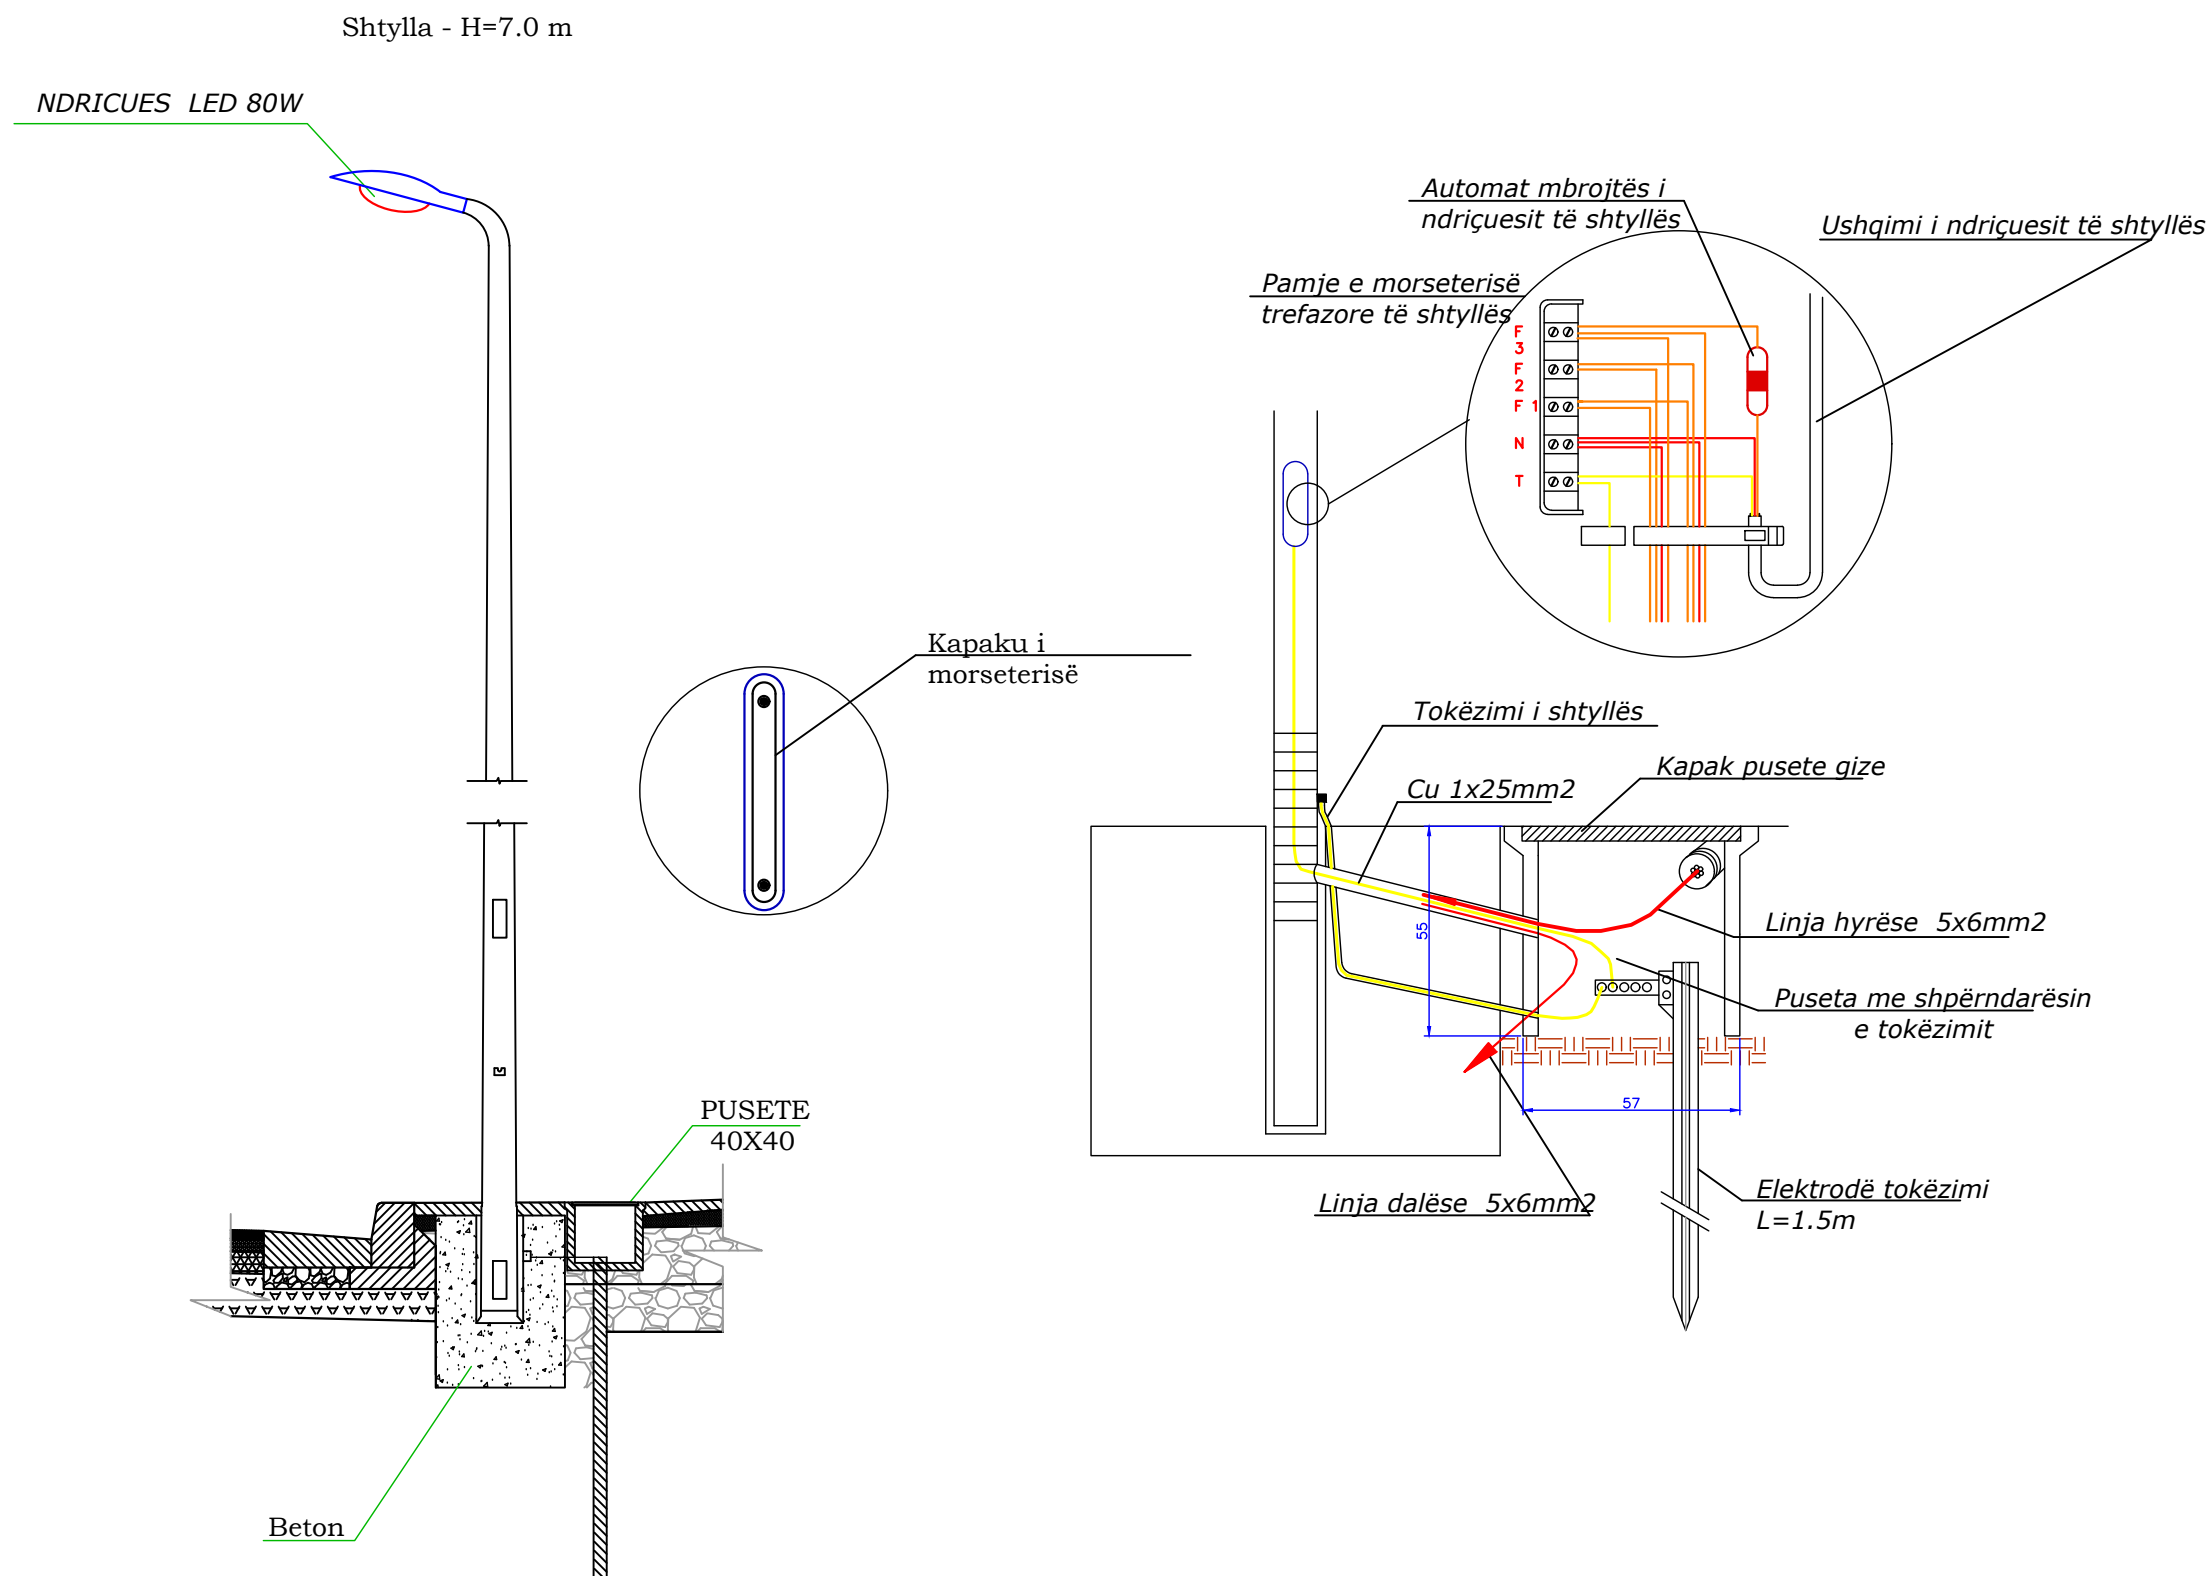 Shtylla - H=7.0 m
NDRICUES  LED 80W
Automat mbrojtës i
ndriçuesit të shtyllës
Ushqimi i ndriçuesit të shtyllës
Pamje e morseterisë
trefazore të shtyllës
F
3
F
2
F 1
N
T
Kapaku i
morseterisë
Tokëzimi i shtyllës
Kapak pusete gize
Cu 1x25mm2
55
Linja hyrëse  5x6mm2
Puseta me shpërndarësin
e tokëzimit
57
PUSETE
40X40
Linja dalëse  5x6mm2
Elektrodë tokëzimi
L=1.5m
Beton